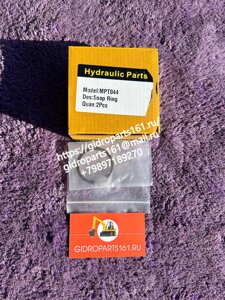 Hydraulic Parts
Model:MPT044
Des:Snap Ring
Quan:2Pcs
https://gidroparts161.ru
gidroparts161@mail.ru
+79897189270
GIDROPARTS161.RU